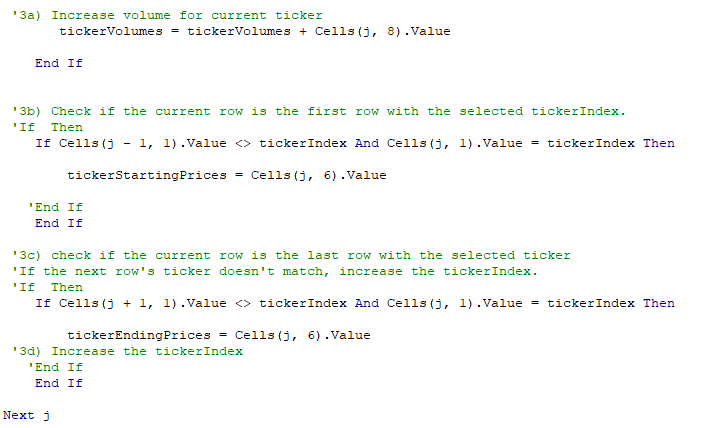 '3a) Increase volume for current ticker
tickerVolumes = tickerVolumes + Cells(j, 8).Value
End If
'3b) Check if the current row is the first row with the selected tickerIndex.
'If  Then
If Cells(j - 1, 1).Value <> tickerIndex And Cells(j, 1).Value = tickerIndex Then
tickerStartingPrices = Cells(j, 6).Value
'End If
End If
'3c) check if the current row is the last row with the selected ticker
'If the next row's ticker doesn't match, increase the tickerIndex.
'If  Then
If Cells(j + 1, 1).Value <> tickerIndex And Cells(j, 1).Value = tickerIndex Then
tickerEndingPrices = Cells(j, 6).Value
'3d) Increase the tickerIndex
'End If
End If
Next j